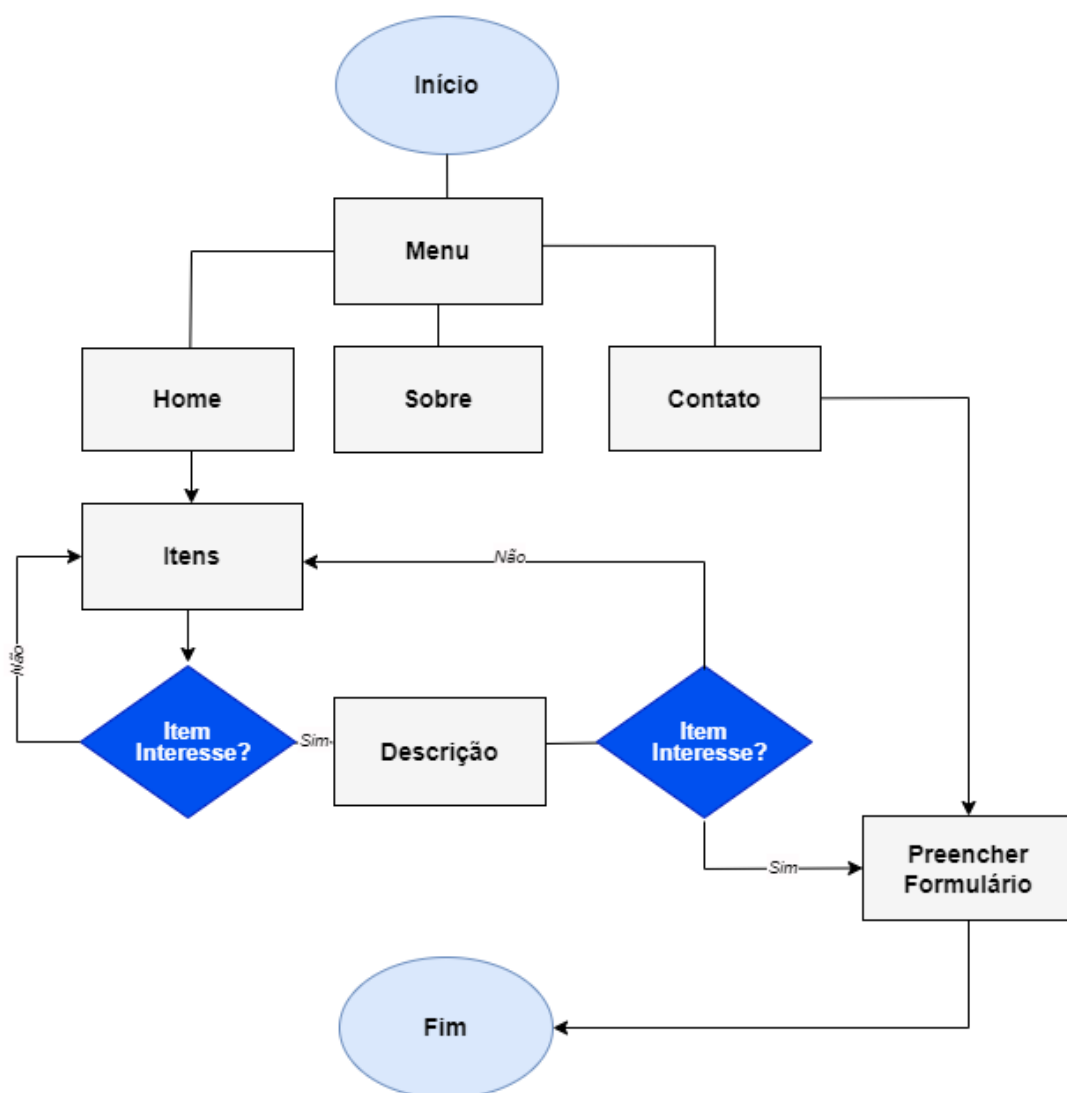 Início
Menu
Home
Sobre
Contato
Itens
Não
Não
Item
Interesse?
Sim
Descrição
Item
Interesse?
Sim
Preencher
Formulário
Fim